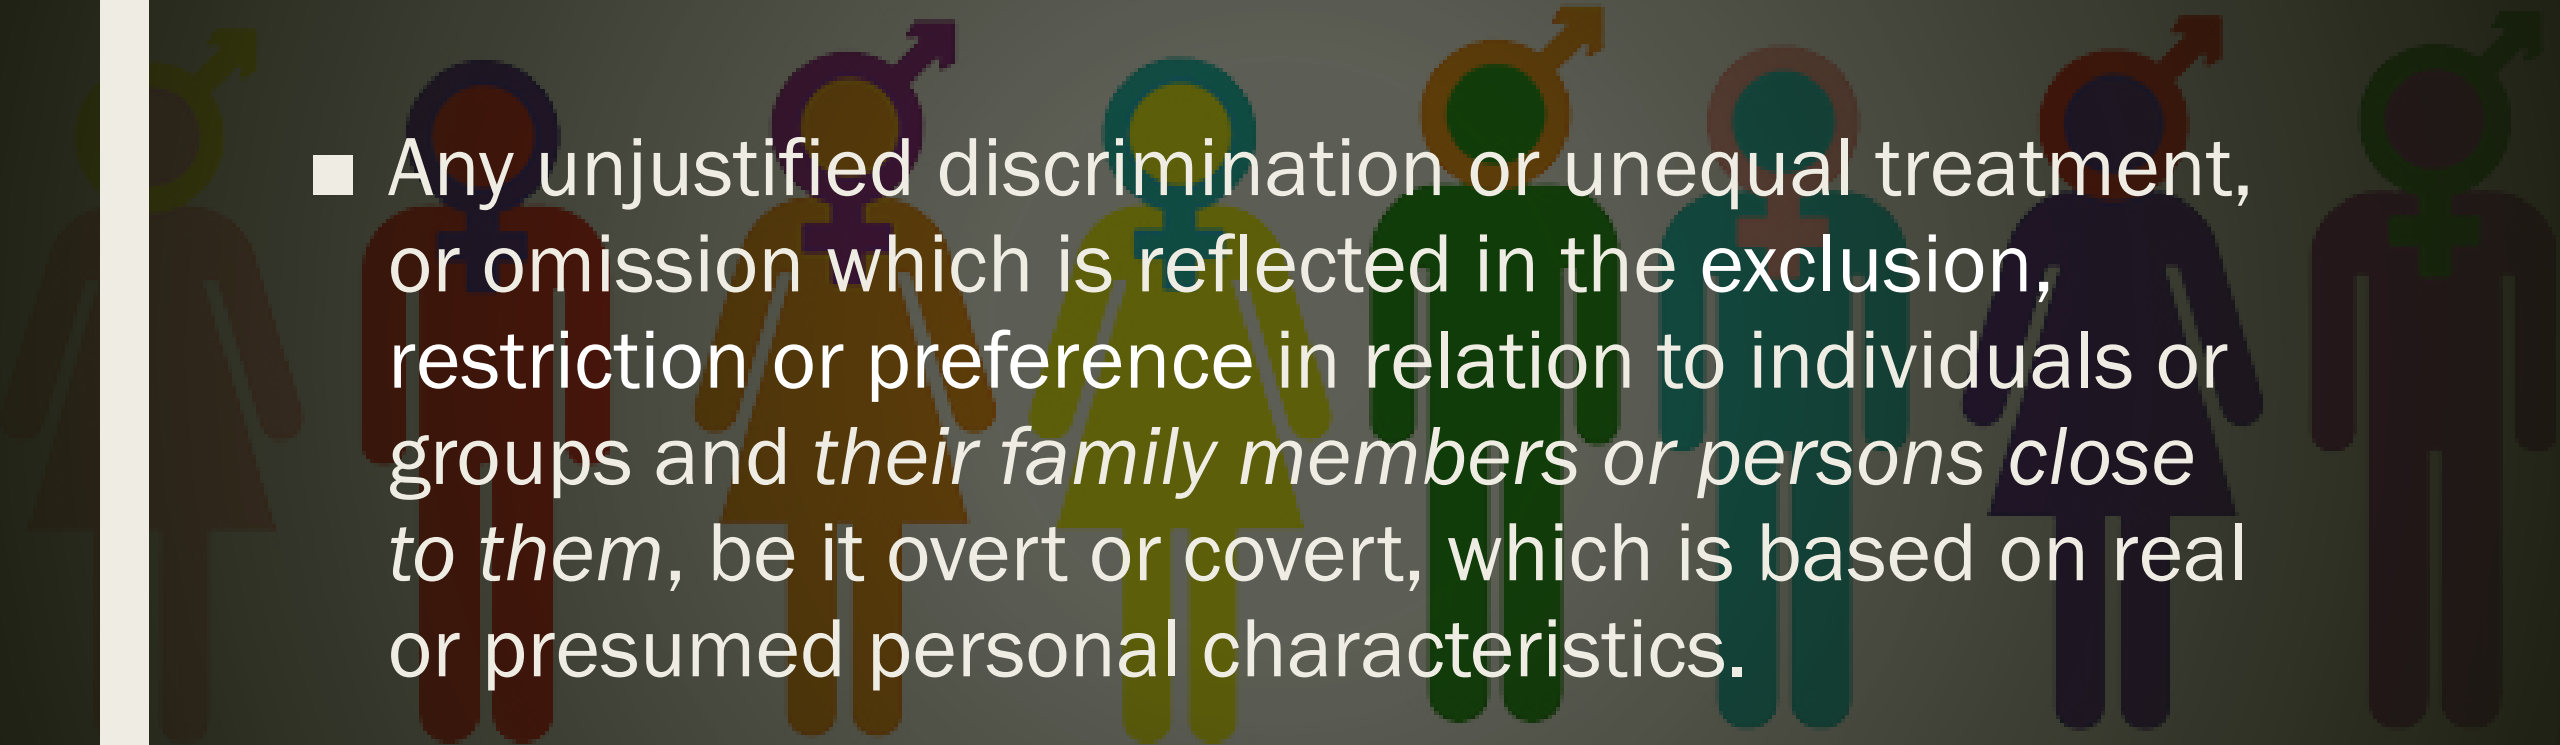 ■ Any unjustified discrimination or unequal treatment,
or omission which is reflected in the exclusion,
restriction or preference in relation to individuals or
groups and their family members or persons close
to them, be it overt or covert, which is based on real
or presumed personal characteristics.